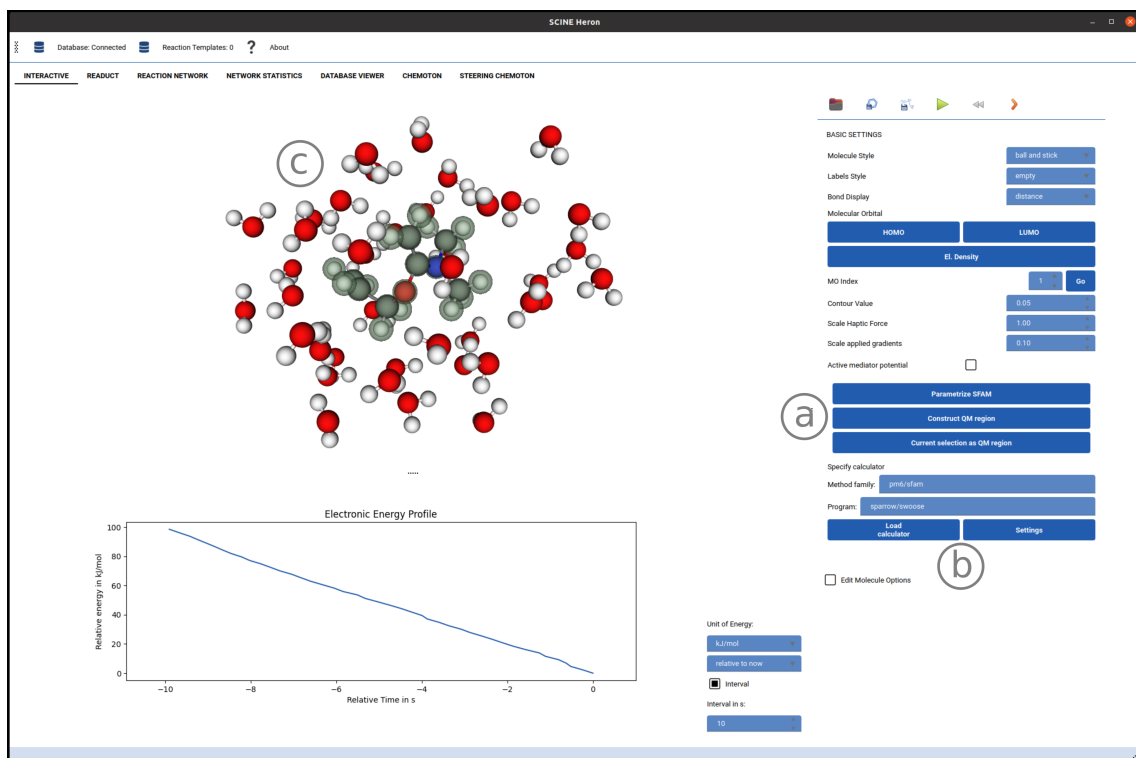 SCINE Heron
Database: Connected Reaction Templates: 0 ? About
INTERACTIVE READUCT REACTION NETWORK NETWORK STATISTICS DATABASE VIEWER CHEMOTON STEERING CHEMOTON
BASIC SETTINGS
Molecule Style ball and stick
Labels Style empty
Bond Display distance
Molecular Orbital
HOMO LUMO
El. Density
MO Index 1 Go
Contour Value 0.05
Scale Haptic Force 1.00
Scale applied gradients 0.10
Active mediator potential
Parametrize SFAM
a Construct QM region
Current selection as QM region
Specify calculator
Method family: pm6/sfam
Program: sparrow/swoose
Load
calculator
Settings
b
Edit Molecule Options
c
.....
Electronic Energy Profile
Relative energy in kJ/mol
100
80
60
40
20
0
−10 −8 −6 −4 −2 0
Relative Time in s
Unit of Energy:
kJ/mol
relative to now
Interval
Interval in s:
10